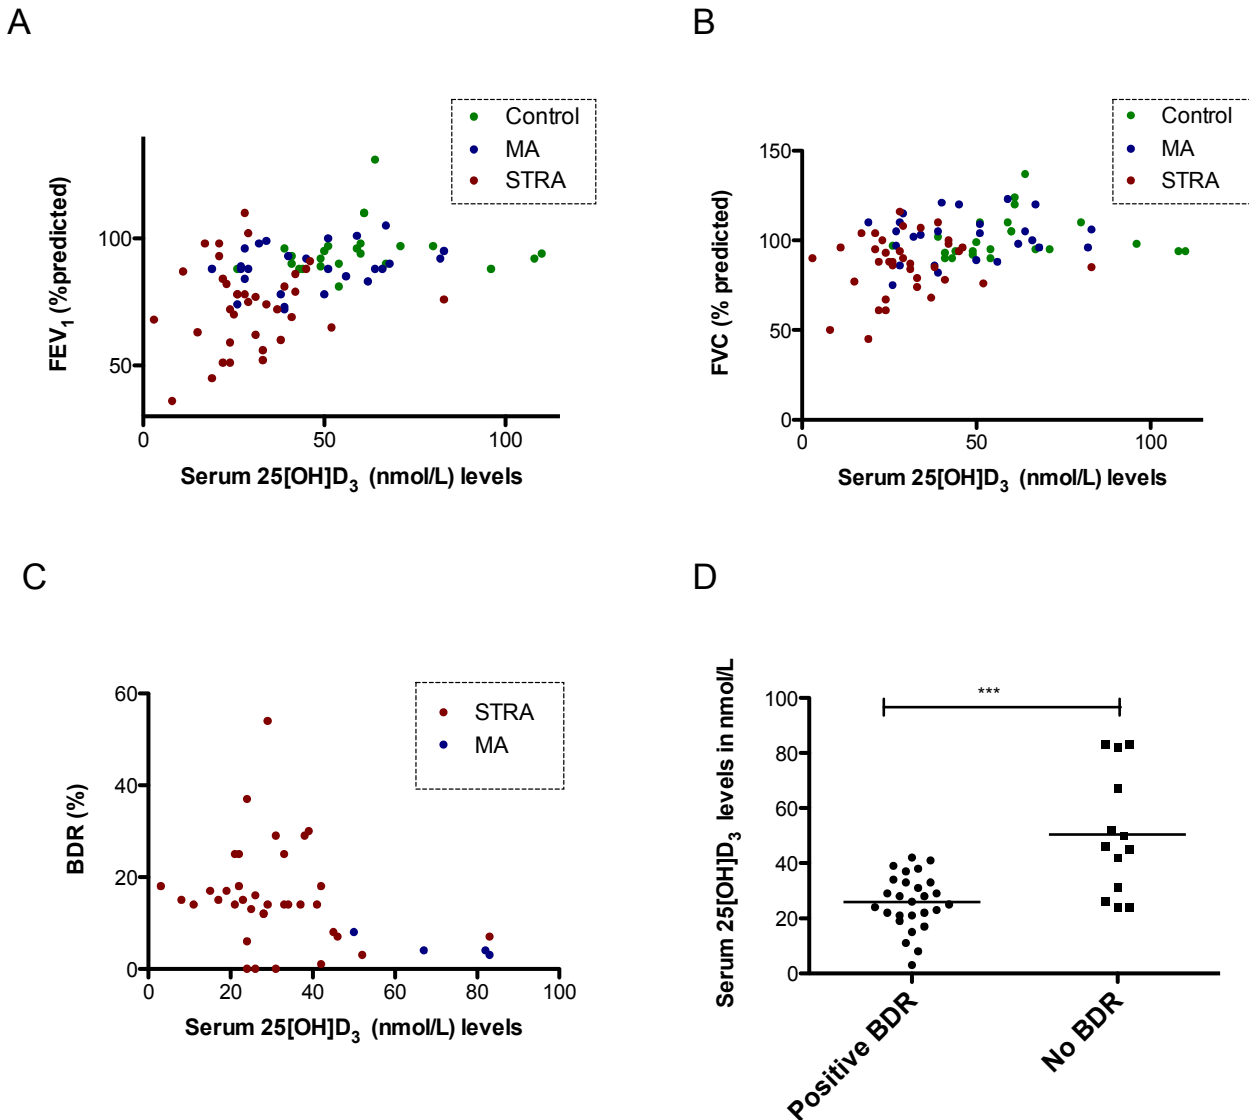 A
B
Control
MA
STRA
100
50
0
50
100
FEV1 (%predicted)
Serum 25[OH]D3 (nmol/L) levels
Control
MA
STRA
150
100
50
0
0
50
100
FVC (% predicted)
Serum 25[OH]D3 (nmol/L) levels
C
D
STRA
MA
60
40
20
0
0
20
40
60
80
100
BDR (%)
Serum 25[OH]D3 (nmol/L) levels
***
100
80
60
40
20
0
Serum 25[OH]D3 levels in nmol/L
Positive BDR
No BDR